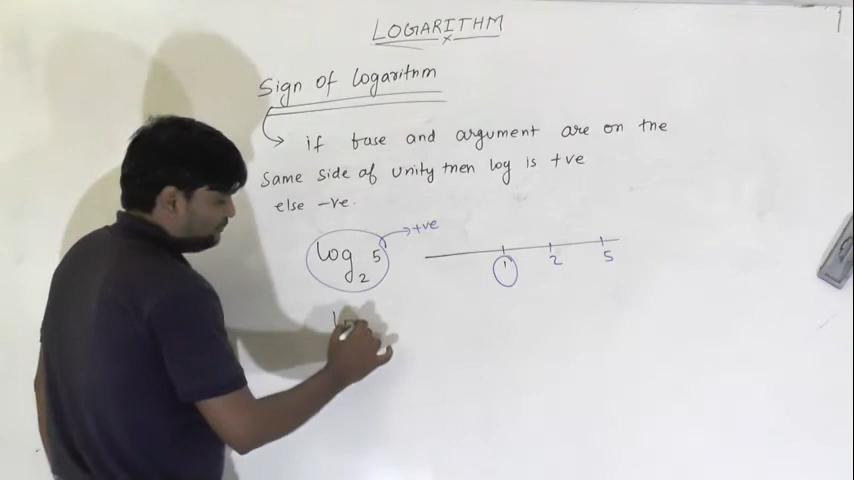 LOGARITHM
Sign of logarithm
if base and argument are on the
same side of unity then log is +ve
else -ve.
log₂ 5 → +ve
1 2 5
lo